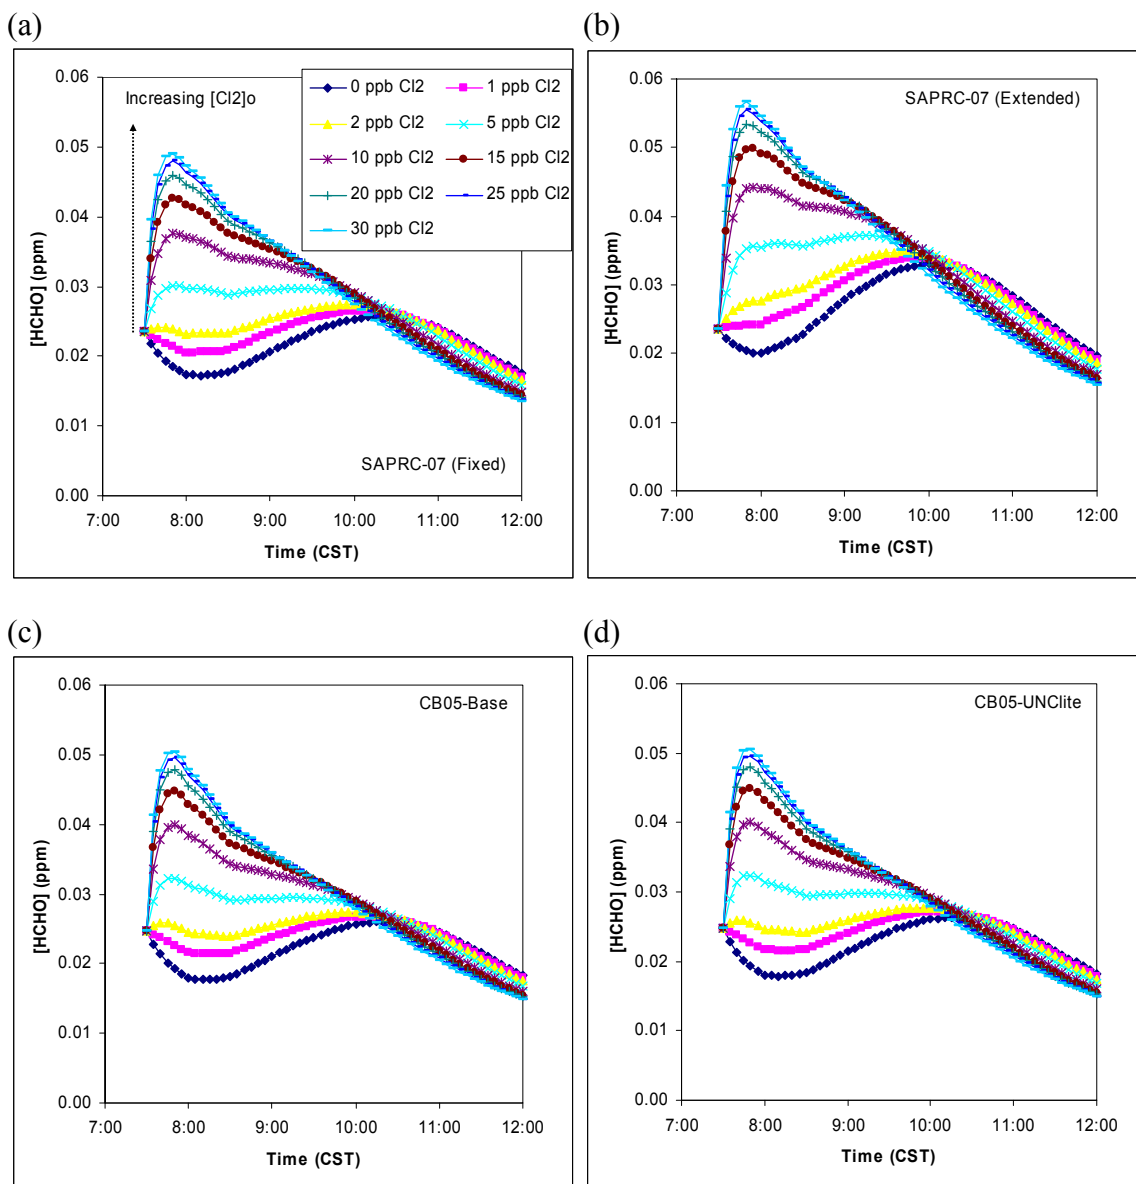 (a)
0.06
0.05
0.04
0.03
0.02
0.01
0.00
[HCHO] (ppm)
Increasing [Cl2]o
0 ppb Cl2
1 ppb Cl2
2 ppb Cl2
5 ppb Cl2
10 ppb Cl2
15 ppb Cl2
20 ppb Cl2
25 ppb Cl2
30 ppb Cl2
SAPRC-07 (Fixed)
7:00 8:00 9:00 10:00 11:00 12:00
Time (CST)
(b)
0.06
0.05
0.04
0.03
0.02
0.01
0.00
[HCHO] (ppm)
SAPRC-07 (Extended)
7:00 8:00 9:00 10:00 11:00 12:00
Time (CST)
(c)
0.06
0.05
0.04
0.03
0.02
0.01
0.00
[HCHO] (ppm)
CB05-Base
7:00 8:00 9:00 10:00 11:00 12:00
Time (CST)
(d)
0.06
0.05
0.04
0.03
0.02
0.01
0.00
[HCHO] (ppm)
CB05-UNClite
7:00 8:00 9:00 10:00 11:00 12:00
Time (CST)